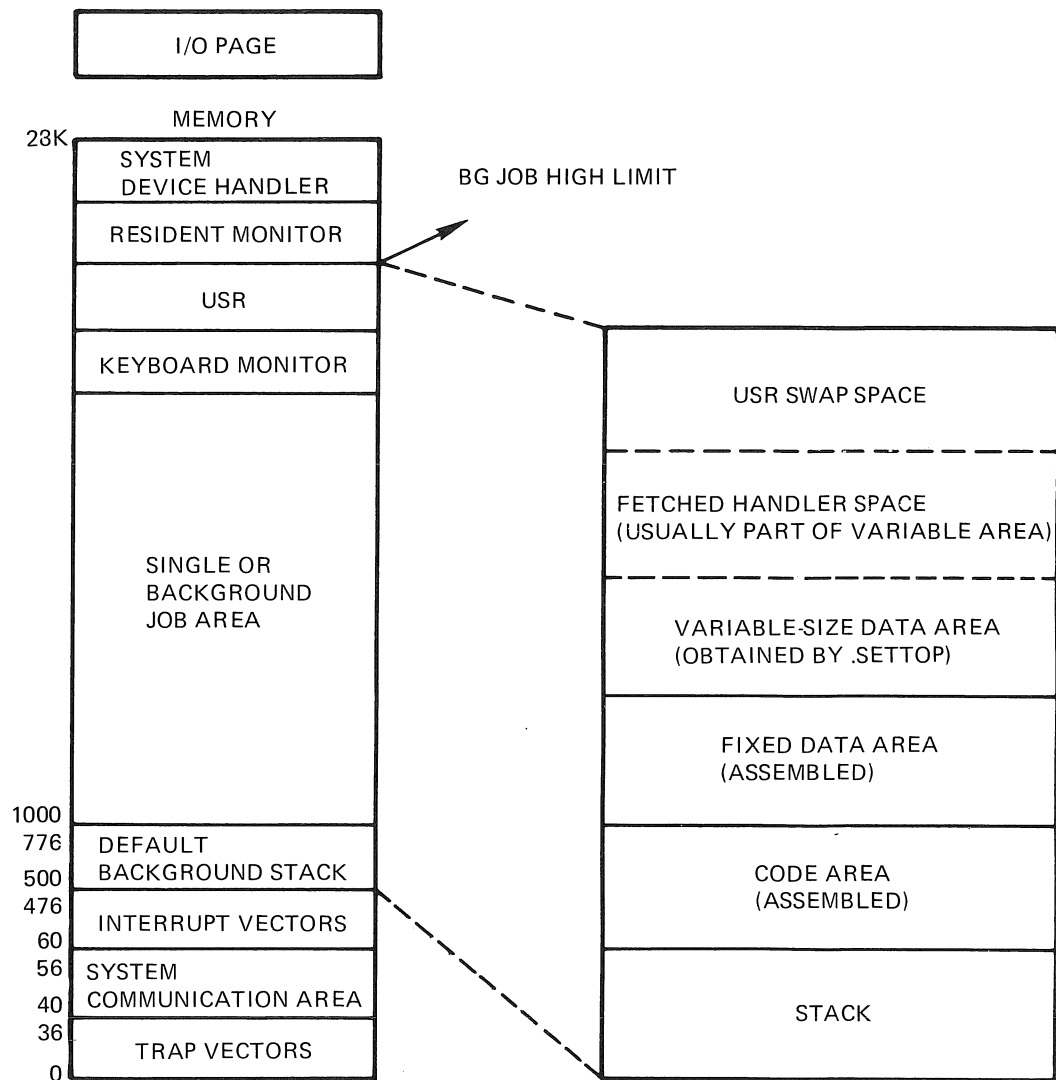 I/O PAGE
MEMORY
23K
SYSTEM
DEVICE HANDLER
BG JOB HIGH LIMIT
RESIDENT MONITOR
USR
KEYBOARD MONITOR
SINGLE OR
BACKGROUND
JOB AREA
1000
776
DEFAULT
BACKGROUND STACK
500
476
INTERRUPT VECTORS
60
56
SYSTEM
COMMUNICATION AREA
40
36
TRAP VECTORS
0
USR SWAP SPACE
FETCHED HANDLER SPACE
(USUALLY PART OF VARIABLE AREA)
VARIABLE-SIZE DATA AREA
(OBTAINED BY .SETTOP)
FIXED DATA AREA
(ASSEMBLED)
CODE AREA
(ASSEMBLED)
STACK